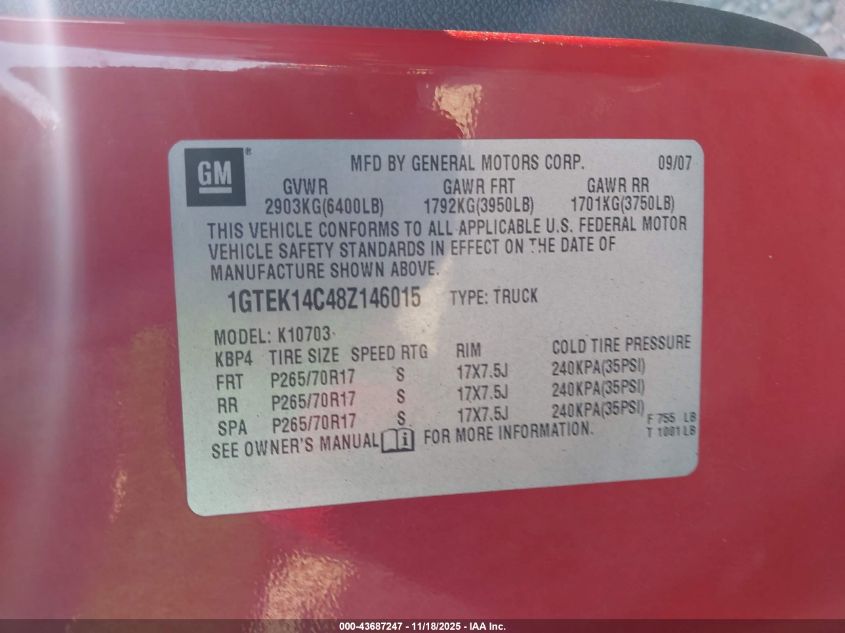 GM® MFD BY GENERAL MOTORS CORP. 09/07
GVWR GAWR FRT GAWR RR
2903KG(6400LB) 1792KG(3950LB) 1701KG(3750LB)
THIS VEHICLE CONFORMS TO ALL APPLICABLE U.S. FEDERAL MOTOR
VEHICLE SAFETY STANDARDS IN EFFECT ON THE DATE OF
MANUFACTURE SHOWN ABOVE.
1GTEK14C48Z146015 TYPE: TRUCK
MODEL: K10703
KBP4 TIRE SIZE SPEED RTG RIM COLD TIRE PRESSURE
FRT P265/70R17 S 17X7.5J 240KPA(35PSI)
RR P265/70R17 S 17X7.5J 240KPA(35PSI)
SPA P265/70R17 S 17X7.5J 240KPA(35PSI)
SEE OWNER'S MANUAL FOR MORE INFORMATION.
F 755 LB
T 1081 LB
000-43687247 - 11/18/2025 - IAA Inc.